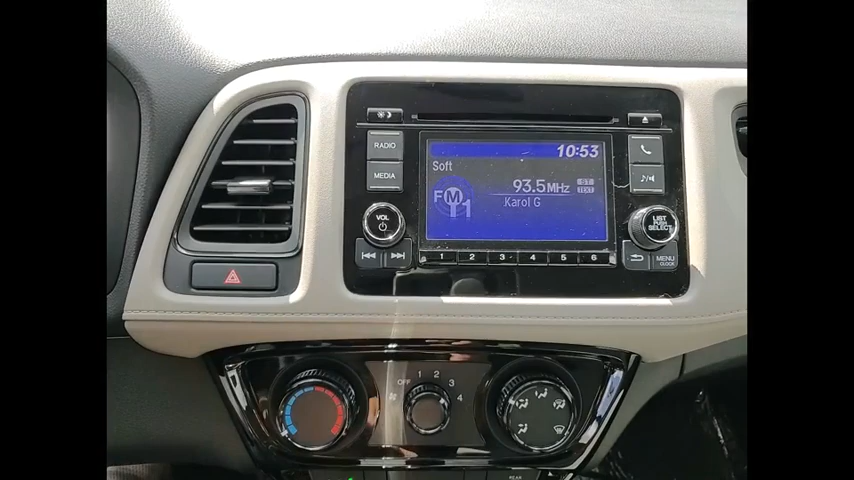 RADIO
MEDIA
VOL
10:53
Soft
FM1
93.5MHz
ST
TEXT
Karol G
LIST
PUSH
SELECT
MENU
CLOCK
1 2 3 4 5 6
OFF 1 2 3 4
REAR